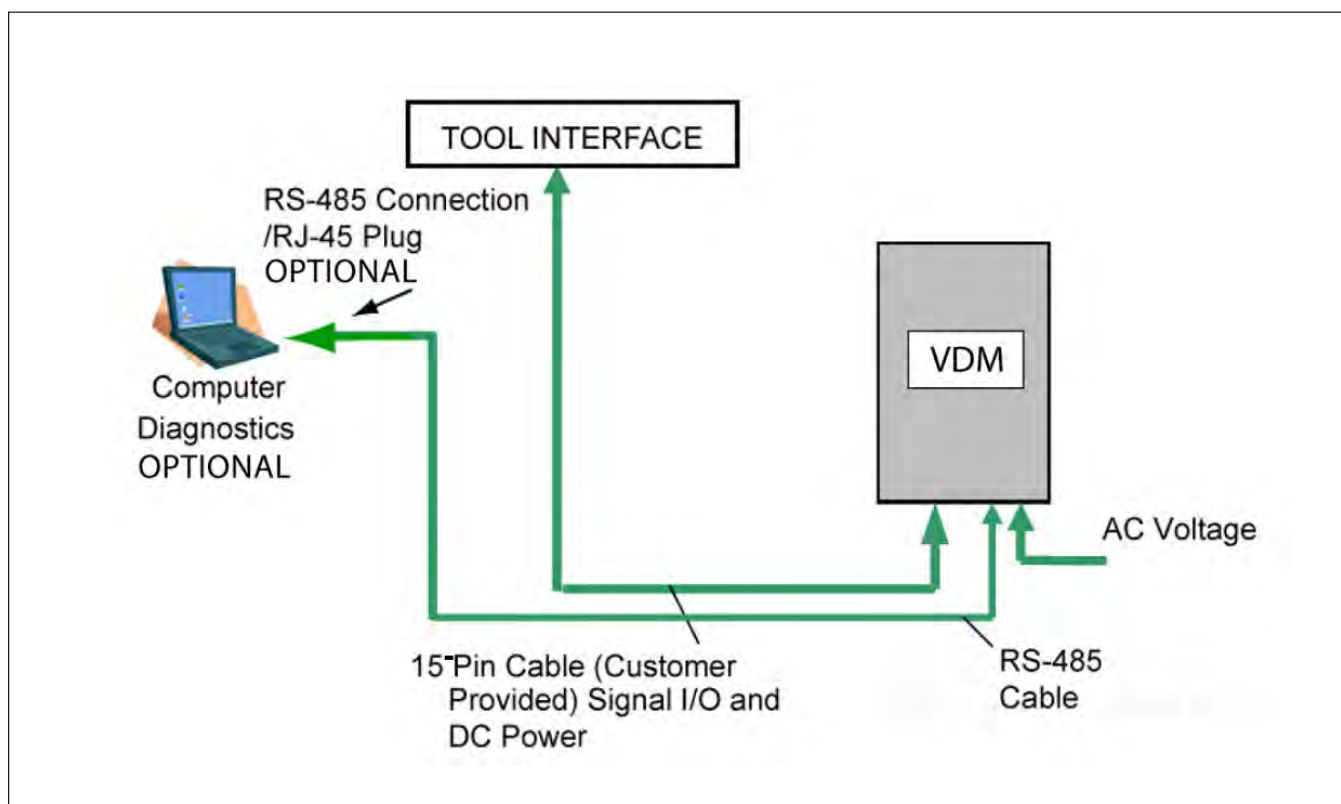 TOOL INTERFACE
RS-485 Connection
/RJ-45 Plug
OPTIONAL
Computer
Diagnostics
OPTIONAL
VDM
AC Voltage
15-Pin Cable (Customer
Provided) Signal I/O and
DC Power
RS-485
Cable